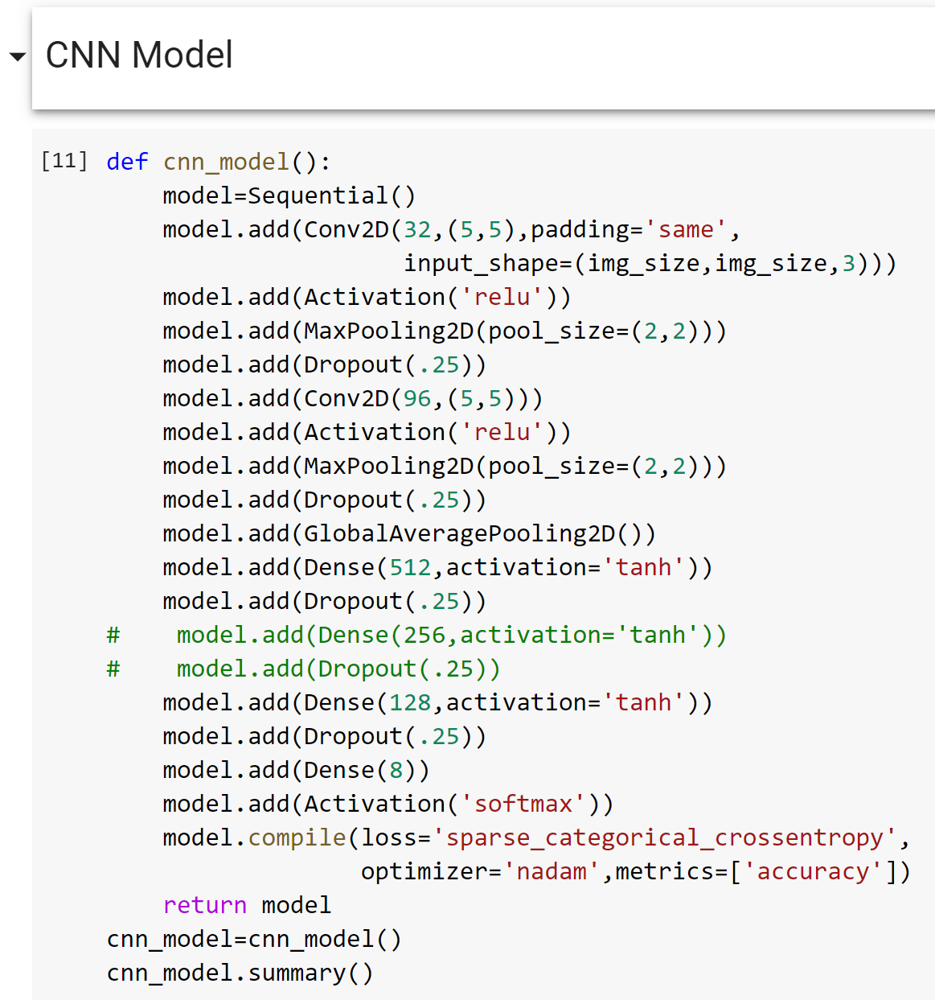 CNN Model
[11] def cnn_model():
    model=Sequential()
    model.add(Conv2D(32,(5,5),padding='same',
                     input_shape=(img_size,img_size,3)))
    model.add(Activation('relu'))
    model.add(MaxPooling2D(pool_size=(2,2)))
    model.add(Dropout(.25))
    model.add(Conv2D(96,(5,5)))
    model.add(Activation('relu'))
    model.add(MaxPooling2D(pool_size=(2,2)))
    model.add(Dropout(.25))
    model.add(GlobalAveragePooling2D())
    model.add(Dense(512,activation='tanh'))
    model.add(Dropout(.25))
#    model.add(Dense(256,activation='tanh'))
#    model.add(Dropout(.25))
    model.add(Dense(128,activation='tanh'))
    model.add(Dropout(.25))
    model.add(Dense(8))
    model.add(Activation('softmax'))
    model.compile(loss='sparse_categorical_crossentropy',
                  optimizer='nadam',metrics=['accuracy'])
    return model
cnn_model=cnn_model()
cnn_model.summary()